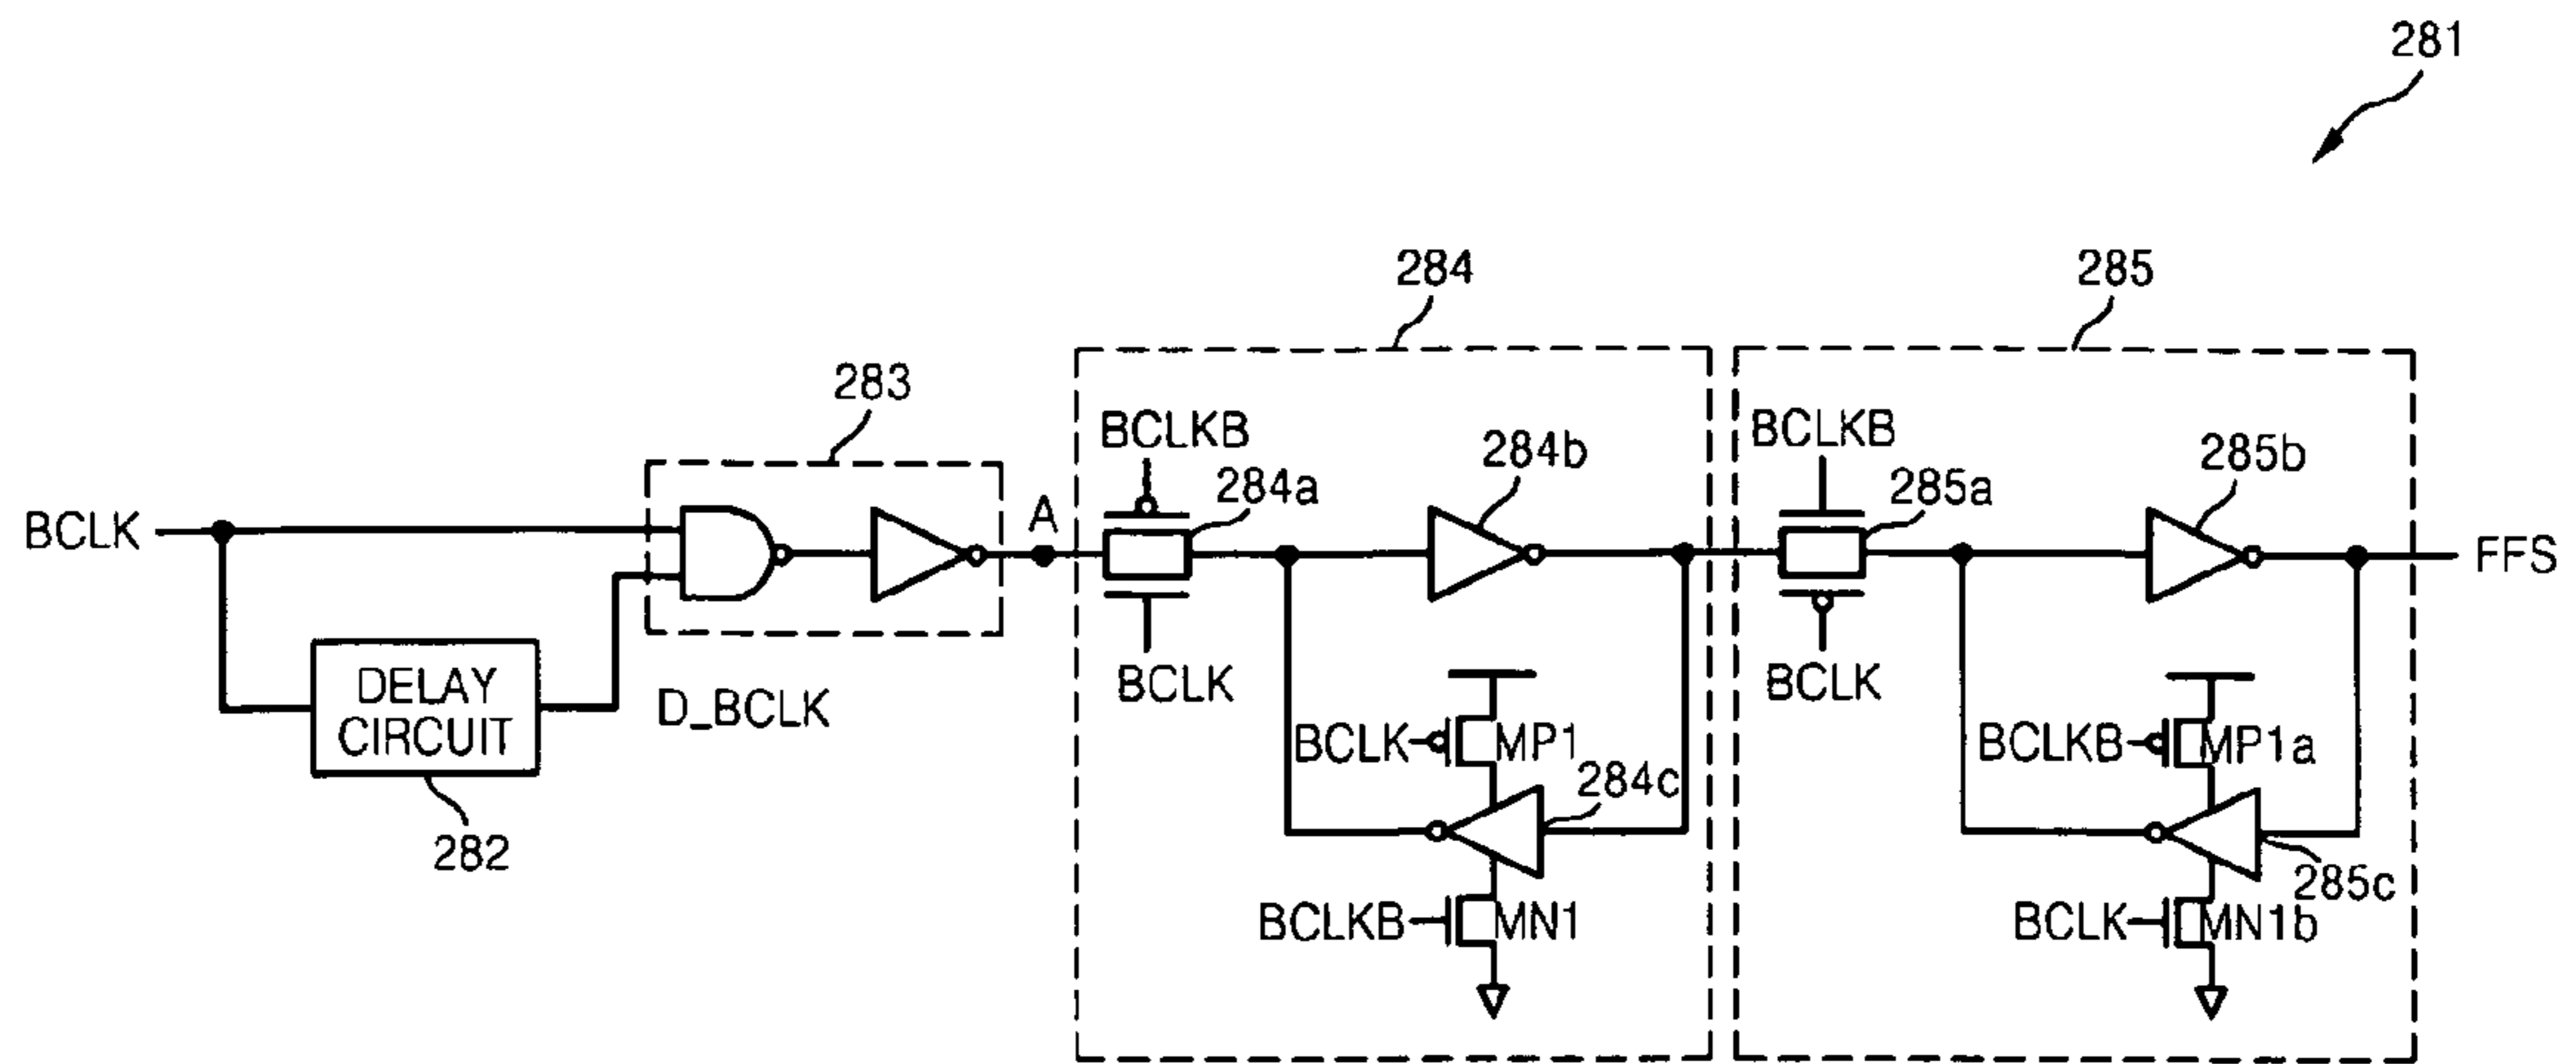 281
284
285
283
BCLKB
284a
284b
BCLKB
285a
285b
BCLK
A
FFS
BCLK
BCLK
DELAY
CIRCUIT
D_BCLK
282
BCLK
MP1
284c
BCLKB
MN1
BCLKB
MP1a
285c
BCLK
MN1b